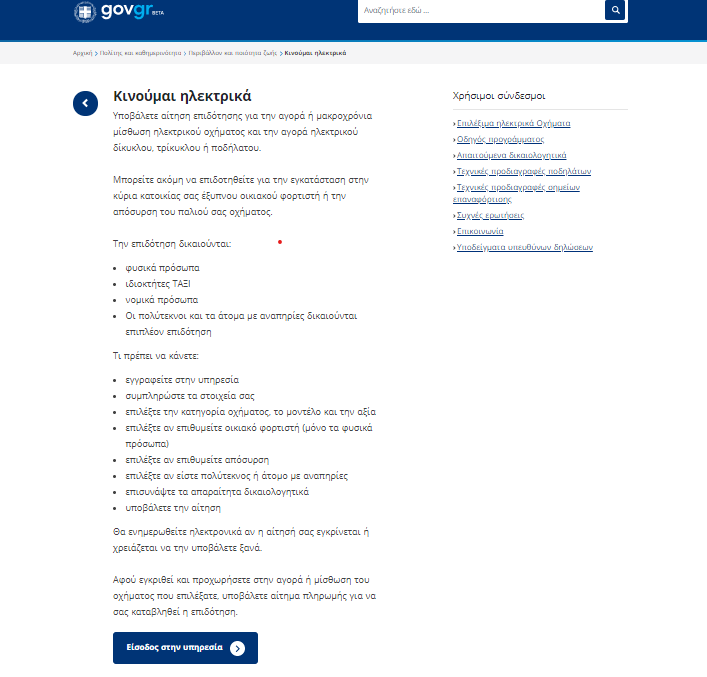 govgr BETA
Αναζητήστε εδώ ...
Αρχική > Πολίτης και καθημερινότητα > Περιβάλλον και ποιότητα ζωής > Κινούμαι ηλεκτρικά
Κινούμαι ηλεκτρικά
Υποβάλετε αίτηση επιδότησης για την αγορά ή μακροχρόνια
μίσθωση ηλεκτρικού οχήματος και την αγορά ηλεκτρικού
δίκυκλου, τρίκυκλου ή ποδήλατου.
Μπορείτε ακόμη να επιδοτηθείτε για την εγκατάσταση στην
κύρια κατοικίας σας έξυπνου οικιακού φορτιστή ή την
απόσυρση του παλιού σας οχήματος.
Την επιδότηση δικαιούνται:
• φυσικά πρόσωπα
• ιδιοκτήτες ΤΑΞΙ
• νομικά πρόσωπα
• Οι πολύτεκνοι και τα άτομα με αναπηρίες δικαιούνται
επιπλέον επιδότηση
Τι πρέπει να κάνετε:
• εγγραφείτε στην υπηρεσία
• συμπληρώστε τα στοιχεία σας
• επιλέξτε την κατηγορία οχήματος, το μοντέλο και την αξία
• επιλέξτε αν επιθυμείτε οικιακό φορτιστή (μόνο τα φυσικά
πρόσωπα)
• επιλέξτε αν επιθυμείτε απόσυρση
• επιλέξτε αν είστε πολύτεκνος ή άτομο με αναπηρίες
• επισυνάψτε τα απαραίτητα δικαιολογητικά
• υποβάλετε την αίτηση
Θα ενημερωθείτε ηλεκτρονικά αν η αίτησή σας εγκρίνεται ή
χρειάζεται να την υποβάλετε ξανά.
Αφού εγκριθεί και προχωρήσετε στην αγορά ή μίσθωση του
οχήματος που επιλέξατε, υποβάλετε αίτημα πληρωμής για να
σας καταβληθεί η επιδότηση.
Είσοδος στην υπηρεσία
Χρήσιμοι σύνδεσμοι
› Επιλέξιμα ηλεκτρικά Οχήματα
› Οδηγός προγράμματος
› Απαιτούμενα δικαιολογητικά
› Τεχνικές προδιαγραφές ποδηλάτων
› Τεχνικές προδιαγραφές σημείων
επαναφόρτισης
› Συχνές ερωτήσεις
› Επικοινωνία
› Υποδείγματα υπευθύνων δηλώσεων